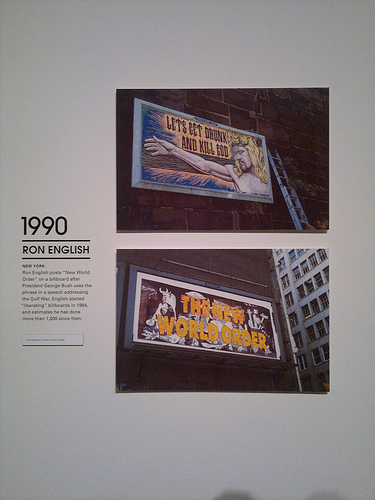 LETS GET DRUNK
AND KILL GOD
1990
RON ENGLISH
NEW YORK:
Ron English posts "New World
Order" on a billboard after
President George Bush uses the
phrase in a speech addressing
the Gulf War. English started
"liberating" billboards in 1984,
and estimates he has done
more than 1,000 since then.
THE NEW
WORLD ORDER